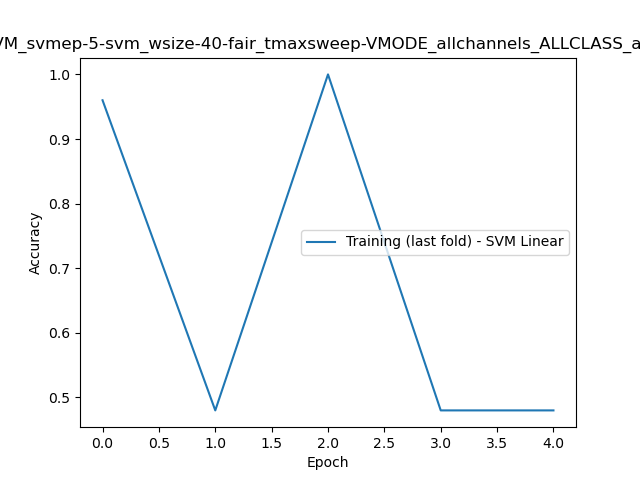 VM_svmep-5-svm_wsize-40-fair_tmaxsweep-VMODE_allchannels_ALLCLASS_a
1.0
0.9
0.8
0.7
0.6
0.5
Accuracy
Training (last fold) - SVM Linear
0.0 0.5 1.0 1.5 2.0 2.5 3.0 3.5 4.0
Epoch